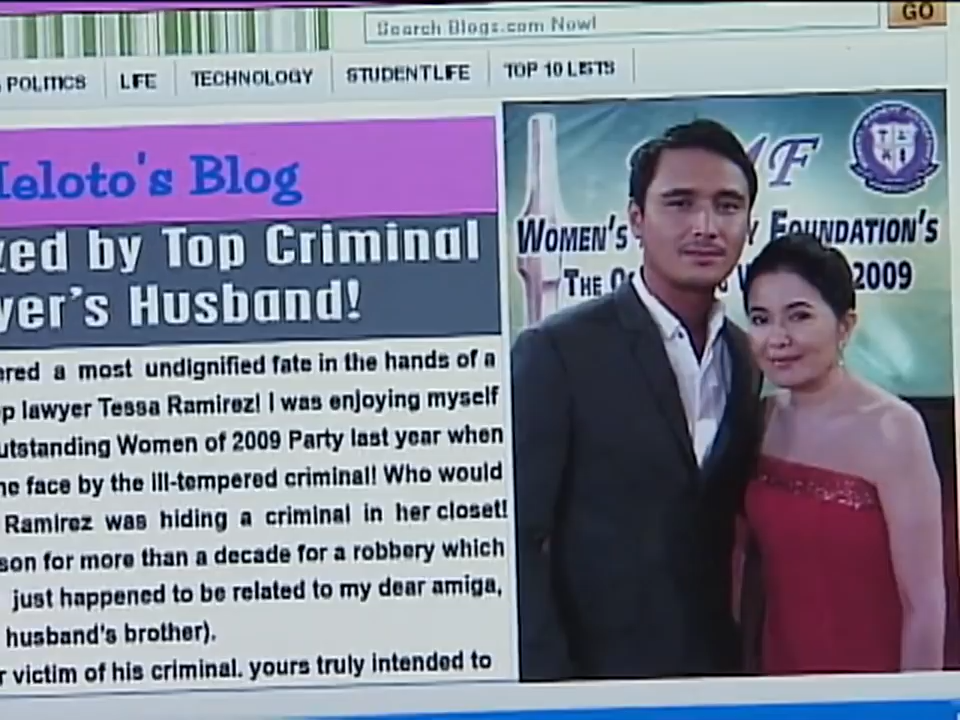 Search Blogs.com Now!
GO
POLITICS
LIFE
TECHNOLOGY
STUDENT LIFE
TOP 10 LISTS
Meloto's Blog
zed by Top Criminal
yer's Husband!
ered a most undignified fate in the hands of a
p lawyer Tessa Ramirez! I was enjoying myself
utstanding Women of 2009 Party last year when
he face by the ill-tempered criminal! Who would
Ramirez was hiding a criminal in her closet!
son for more than a decade for a robbery which
just happened to be related to my dear amiga,
husband's brother).
r victim of his criminal. yours truly intended to
F
WOMEN'S Y FOUNDATION'S
THE 2009